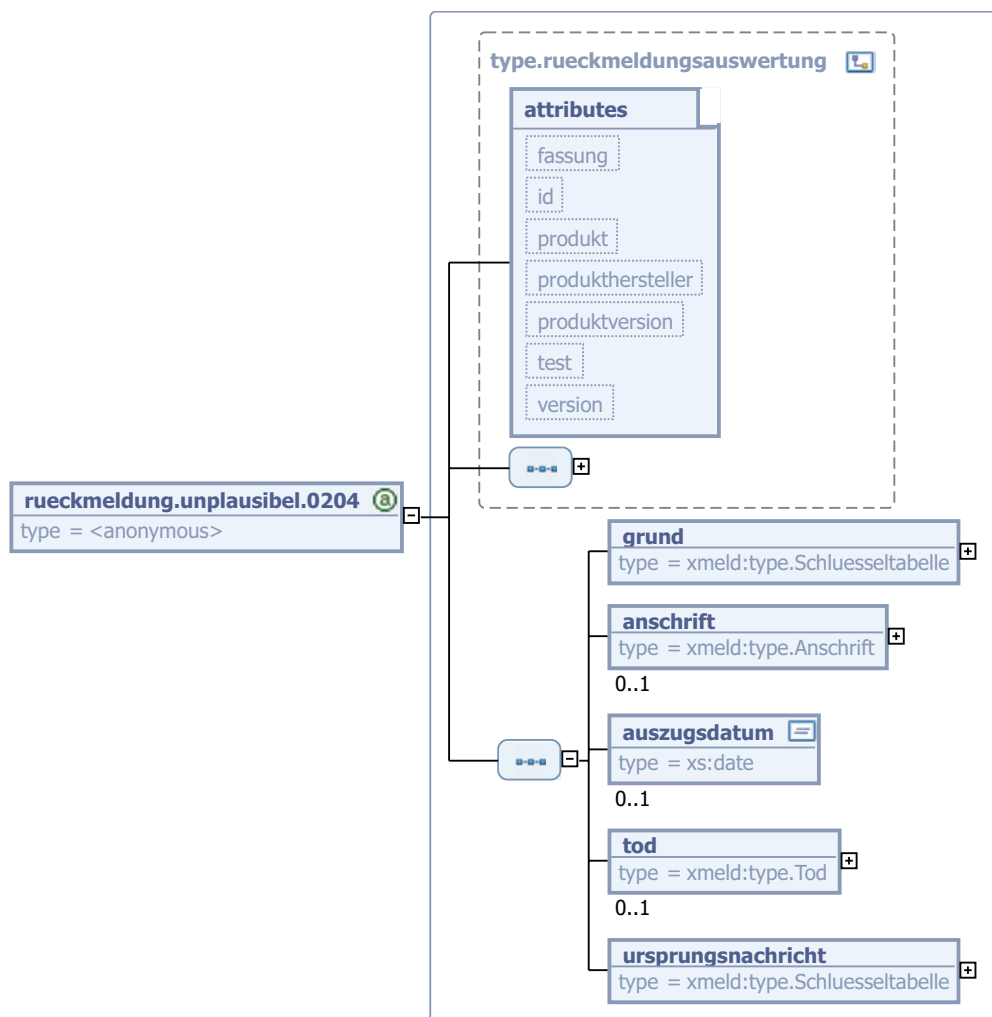 type.rueckmeldungsauswertung
attributes
fassung
id
produkt
produkthersteller
produktversion
test
version
rueckmeldung.unplausibel.0204
type = <anonymous>
grund
type = xmeld:type.Schluesseltabelle
anschrift
type = xmeld:type.Anschrift
0..1
auszugsdatum
type = xs:date
0..1
tod
type = xmeld:type.Tod
0..1
ursprungsnachricht
type = xmeld:type.Schluesseltabelle